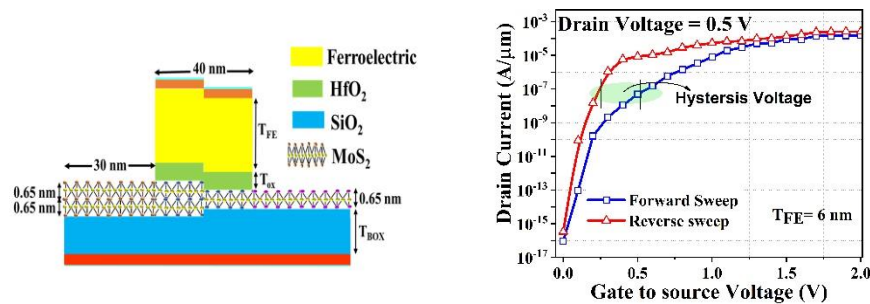 40 nm
Ferroelectric
HfO2
SiO2
MoS2
30 nm
TFE
Tox
0.65 nm
0.65 nm
0.65 nm
TBOX
Drain Voltage = 0.5 V
Hystersis Voltage
Forward Sweep
Reverse sweep
TFE= 6 nm
Drain Current (A/μm)
10-3
10-5
10-7
10-9
10-11
10-13
10-15
10-17
0.0 0.5 1.0 1.5 2.0
Gate to source Voltage (V)